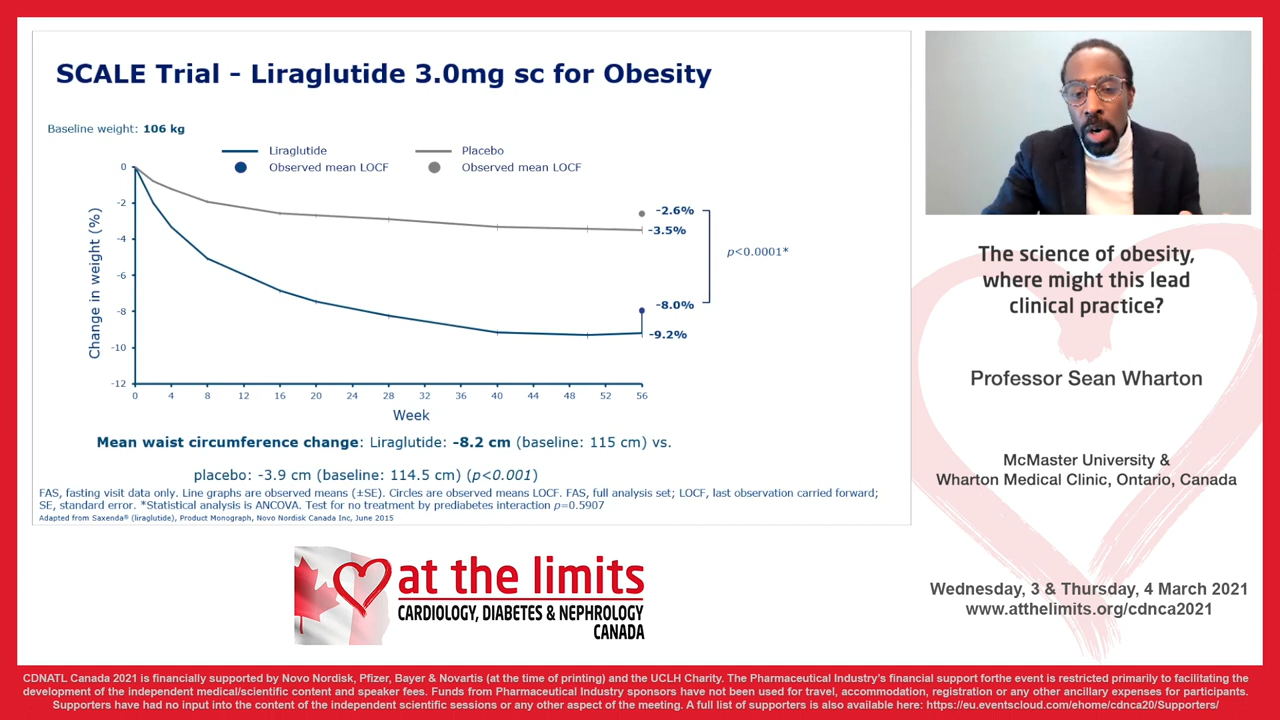 SCALE Trial - Liraglutide 3.0mg sc for Obesity
Baseline weight: 106 kg
Liraglutide
Placebo
Observed mean LOCF
Observed mean LOCF
Change in weight (%)
0
-2
-4
-6
-8
-10
-12
-2.6%
-3.5%
p<0.0001*
-8.0%
-9.2%
0 4 8 12 16 20 24 28 32 36 40 44 48 52 56
Week
Mean waist circumference change: Liraglutide: -8.2 cm (baseline: 115 cm) vs.
placebo: -3.9 cm (baseline: 114.5 cm) (p<0.001)
FAS, fasting visit data only. Line graphs are observed means (±SE). Circles are observed means LOCF. FAS, full analysis set; LOCF, last observation carried forward;
SE, standard error. *Statistical analysis is ANCOVA. Test for no treatment by prediabetes interaction p=0.5907
Adapted from Saxenda® (liraglutide), Product Monograph, Novo Nordisk Canada Inc, June 2015
The science of obesity,
where might this lead
clinical practice?
Professor Sean Wharton
McMaster University &
Wharton Medical Clinic, Ontario, Canada
Wednesday, 3 & Thursday, 4 March 2021
www.atthelimits.org/cdnca2021
at the limits
CARDIOLOGY, DIABETES & NEPHROLOGY
CANADA
CDNATL Canada 2021 is financially supported by Novo Nordisk, Pfizer, Bayer & Novartis (at the time of printing) and the UCLH Charity. The Pharmaceutical Industry's financial support forthe event is restricted primarily to facilitating the
development of the independent medical/scientific content and speaker fees. Funds from Pharmaceutical Industry sponsors have not been used for travel, accommodation, registration or any other ancillary expenses for participants.
Supporters have had no input into the content of the independent scientific sessions or any other aspect of the meeting. A full list of supporters is also available here: https://eu.eventscloud.com/ehome/cdnca20/Supporters/